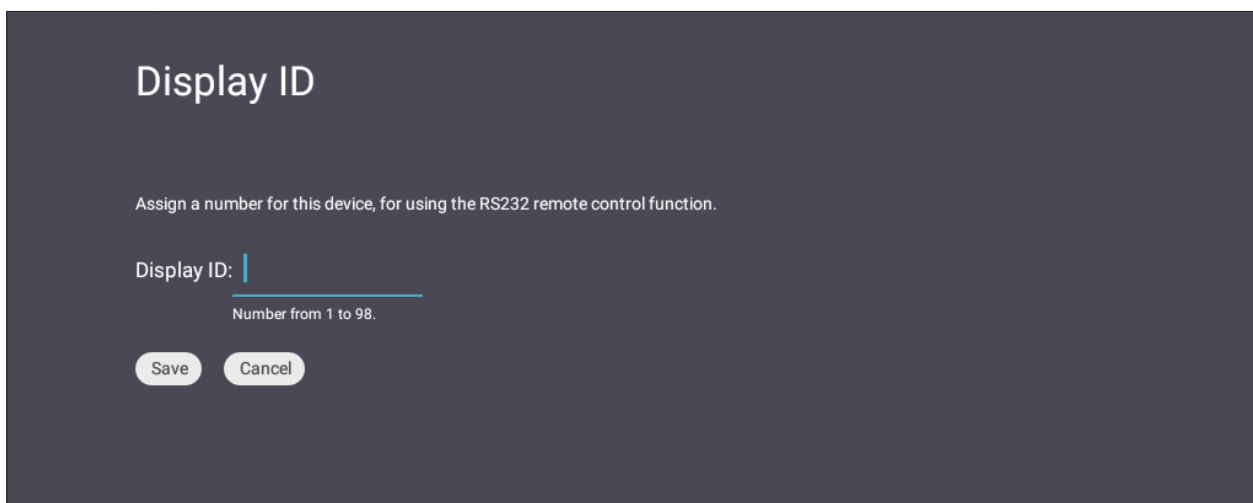 Display ID
Assign a number for this device, for using the RS232 remote control function.
Display ID:
Number from 1 to 98.
Save Cancel